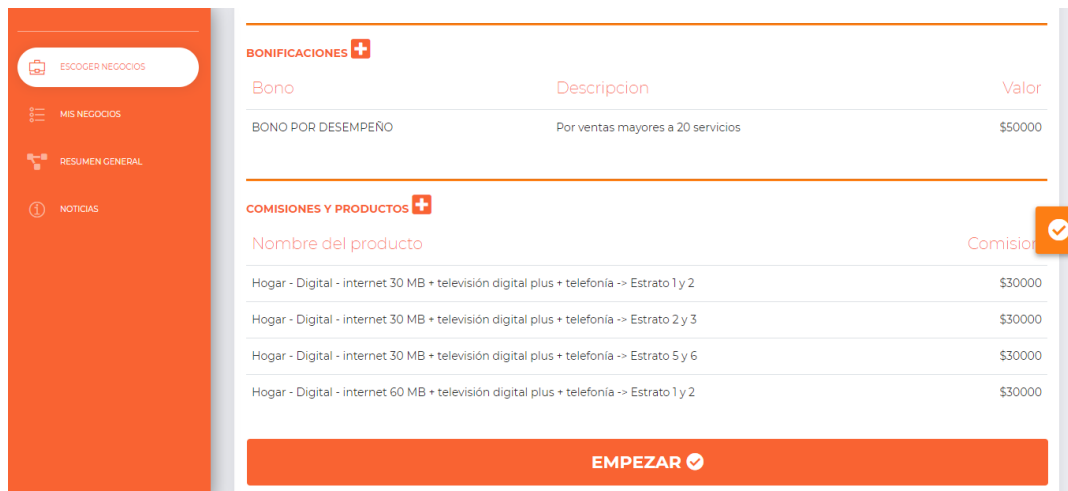 ESCOGER NEGOCIOS
MIS NEGOCIOS
RESUMEN GENERAL
NOTICIAS
BONIFICACIONES
Bono Descripcion Valor
BONO POR DESEMPEÑO Por ventas mayores a 20 servicios $50000
COMISIONES Y PRODUCTOS
Nombre del producto Comision
Hogar - Digital - internet 30 MB + televisión digital plus + telefonía -> Estrato 1 y 2 $30000
Hogar - Digital - internet 30 MB + televisión digital plus + telefonía -> Estrato 2 y 3 $30000
Hogar - Digital - internet 30 MB + televisión digital plus + telefonía -> Estrato 5 y 6 $30000
Hogar - Digital - internet 60 MB + televisión digital plus + telefonía -> Estrato 1 y 2 $30000
EMPEZAR